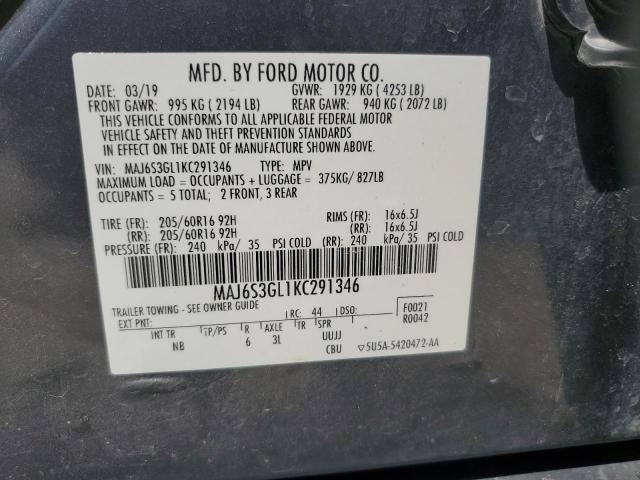 MFD. BY FORD MOTOR CO.
DATE: 03/19 GVWR: 1929 KG ( 4253 LB)
FRONT GAWR: 995 KG ( 2194 LB) REAR GAWR: 940 KG ( 2072 LB)
THIS VEHICLE CONFORMS TO ALL APPLICABLE FEDERAL MOTOR
VEHICLE SAFETY AND THEFT PREVENTION STANDARDS
IN EFFECT ON THE DATE OF MANUFACTURE SHOWN ABOVE.
VIN: MAJ6S3GL1KC291346 TYPE: MPV
MAXIMUM LOAD = OCCUPANTS + LUGGAGE = 375KG/ 827LB
OCCUPANTS = 5 TOTAL; 2 FRONT, 3 REAR
TIRE (FR): 205/60R16 92H RIMS (FR): 16x6.5J
(RR): 205/60R16 92H (RR): 16x6.5J
PRESSURE (FR): 240 kPa/ 35 PSI COLD (RR): 240 kPa/ 35 PSI COLD
MAJ6S3GL1KC291346
TRAILER TOWING - SEE OWNER GUIDE
EXT PNT: RC: 44 DSO: F0021
R0042
INT TR TP/PS R AXLE TR SPR
NB 6 3L UUJJ
CBU ▽5U5A-5420472-AA